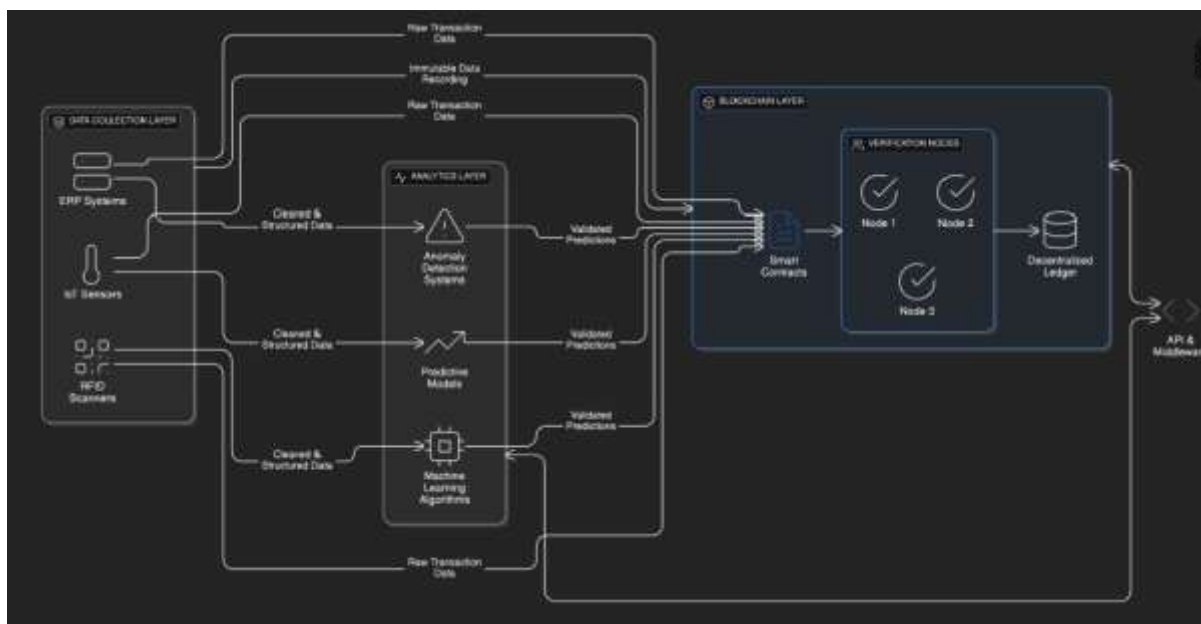 Raw Transaction
Data
Immutable Data
Recording
Raw Transaction
Data
DATA COLLECTION LAYER
ERP Systems
IoT Sensors
RFID
Scanners
ANALYTICS LAYER
Cleared &
Structured Data
Anomaly
Detection
Systems
Validated
Predictions
Cleared &
Structured Data
Predictive
Models
Validated
Predictions
Cleared &
Structured Data
Machine
Learning
Algorithms
Validated
Predictions
Raw Transaction
Data
BLOCKCHAIN LAYER
VERIFICATION NODES
Node 1
Node 2
Node 3
Smart
Contracts
Decentralized
Ledger
API &
Middleware